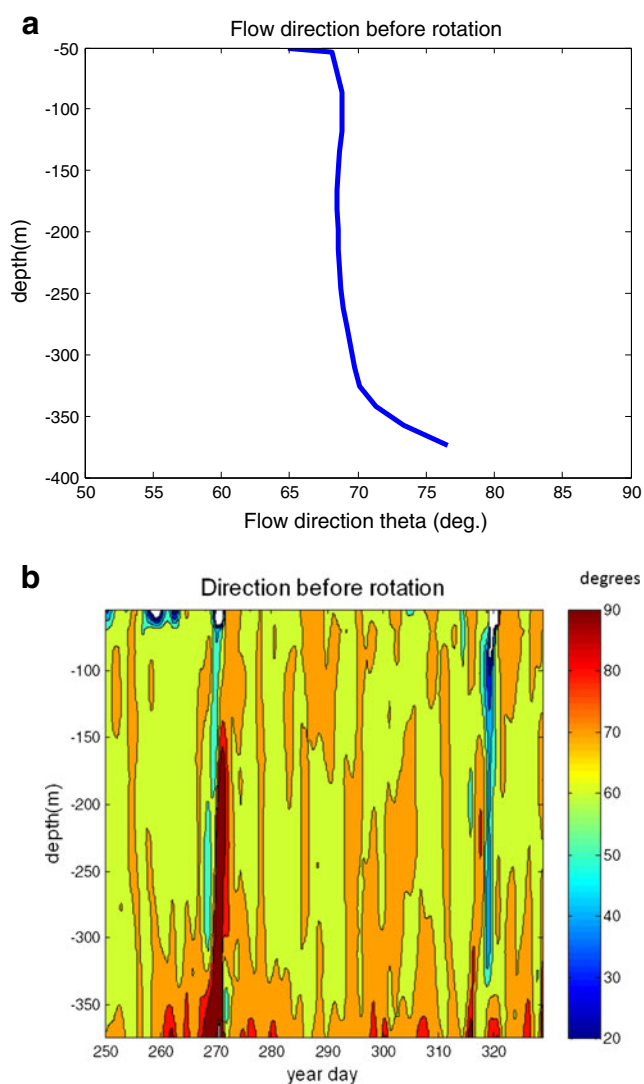 a
Flow direction before rotation
-50
-100
-150
-200
-250
-300
-350
-400
depth(m)
50 55 60 65 70 75 80 85 90
Flow direction theta (deg.)
b
Direction before rotation
degrees
-100
-150
-200
-250
-300
-350
depth(m)
250 260 270 280 290 300 310 320
year day
90
80
70
60
50
40
30
20